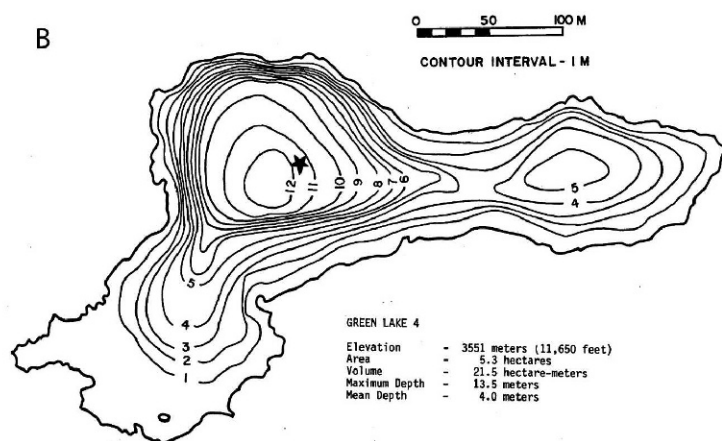 B
0 50 100 M
CONTOUR INTERVAL - 1 M
12 11 10 9 8 7 6
5
4
5
4
3
2
1
GREEN LAKE 4
Elevation - 3551 meters (11,650 feet)
Area - 5.3 hectares
Volume - 21.5 hectare-meters
Maximum Depth - 13.5 meters
Mean Depth - 4.0 meters